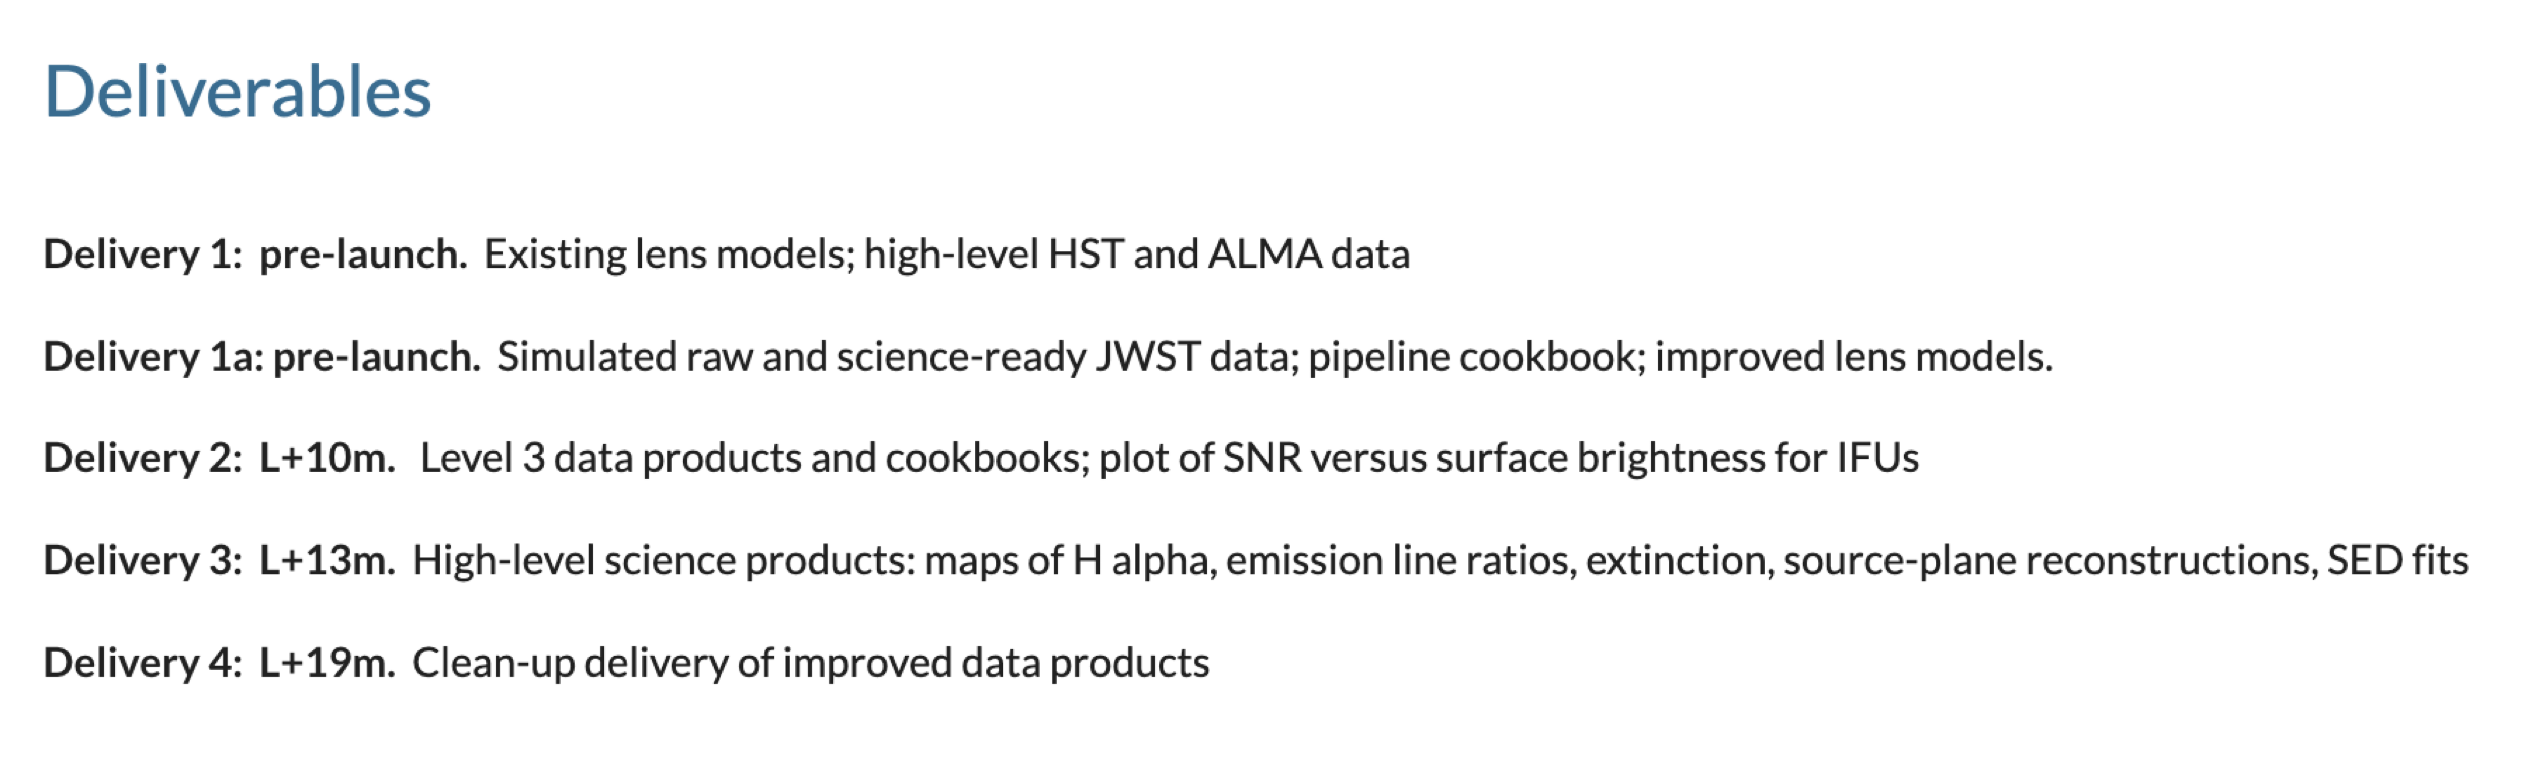 Deliverables
Delivery 1: pre-launch. Existing lens models; high-level HST and ALMA data
Delivery 1a: pre-launch. Simulated raw and science-ready JWST data; pipeline cookbook; improved lens models.
Delivery 2: L+10m. Level 3 data products and cookbooks; plot of SNR versus surface brightness for IFUs
Delivery 3: L+13m. High-level science products: maps of H alpha, emission line ratios, extinction, source-plane reconstructions, SED fits
Delivery 4: L+19m. Clean-up delivery of improved data products